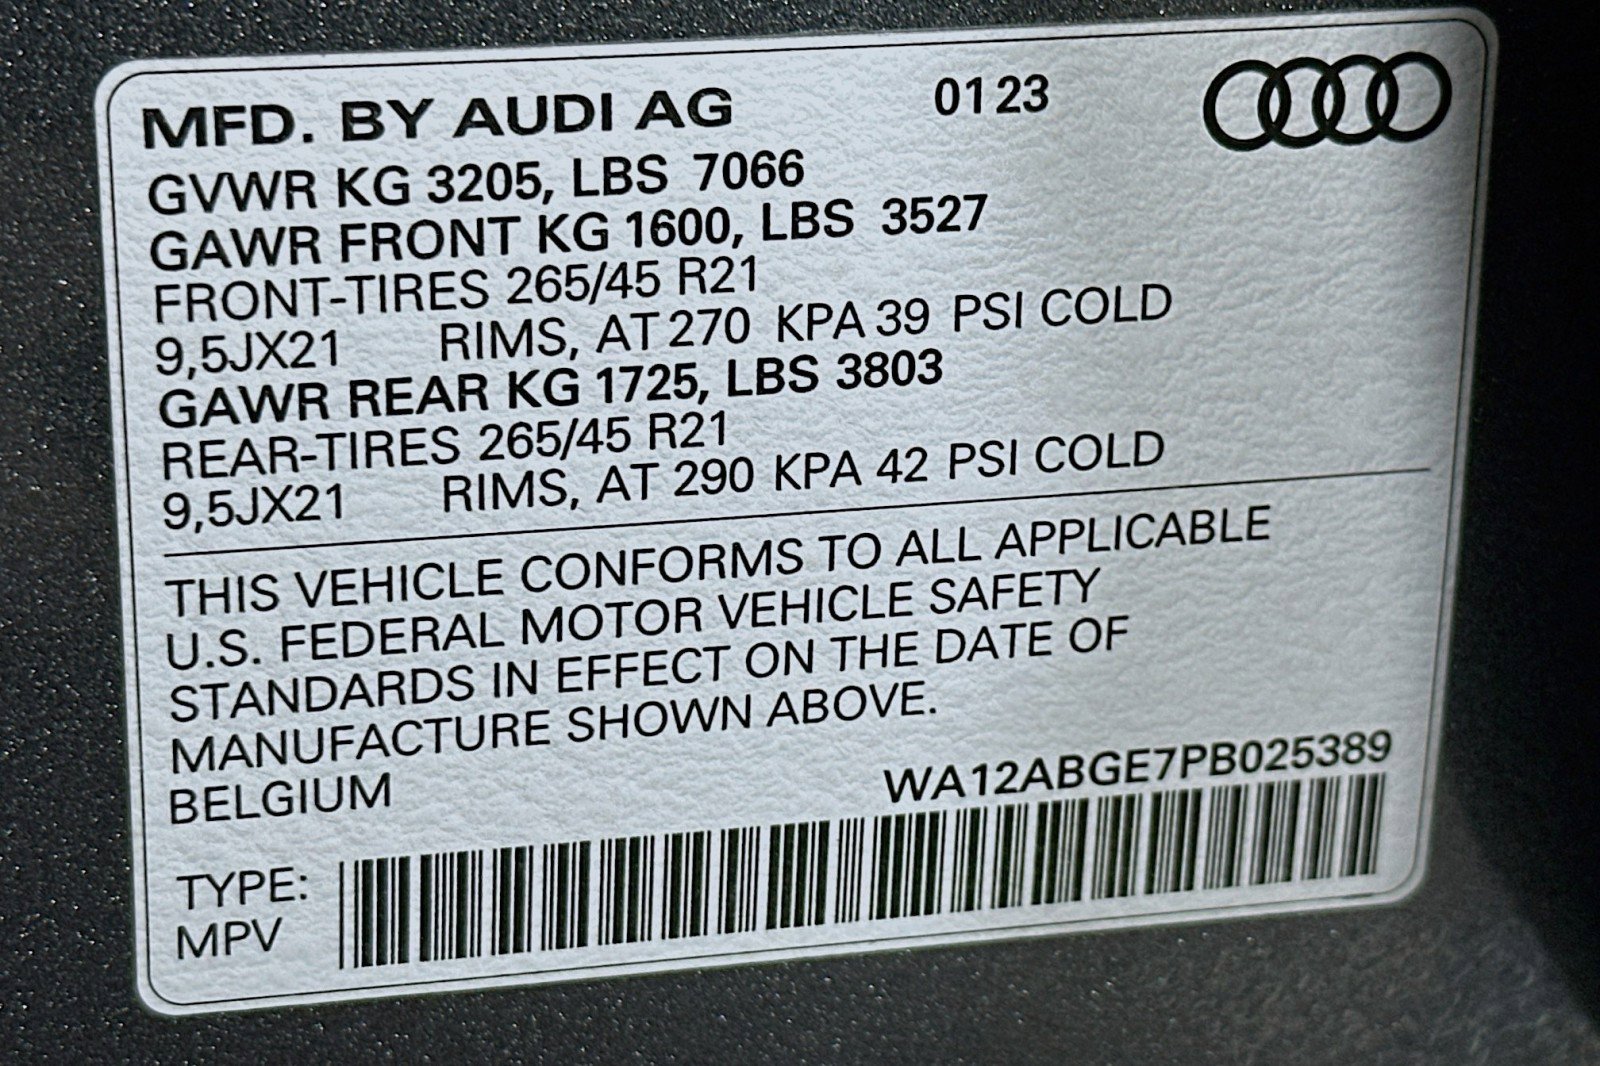 MFD. BY AUDI AG 0123
GVWR KG 3205, LBS 7066
GAWR FRONT KG 1600, LBS 3527
FRONT-TIRES 265/45 R21
9,5JX21 RIMS, AT 270 KPA 39 PSI COLD
GAWR REAR KG 1725, LBS 3803
REAR-TIRES 265/45 R21
9,5JX21 RIMS, AT 290 KPA 42 PSI COLD
THIS VEHICLE CONFORMS TO ALL APPLICABLE
U.S. FEDERAL MOTOR VEHICLE SAFETY
STANDARDS IN EFFECT ON THE DATE OF
MANUFACTURE SHOWN ABOVE.
BELGIUM WA12ABGE7PB025389
TYPE:
MPV